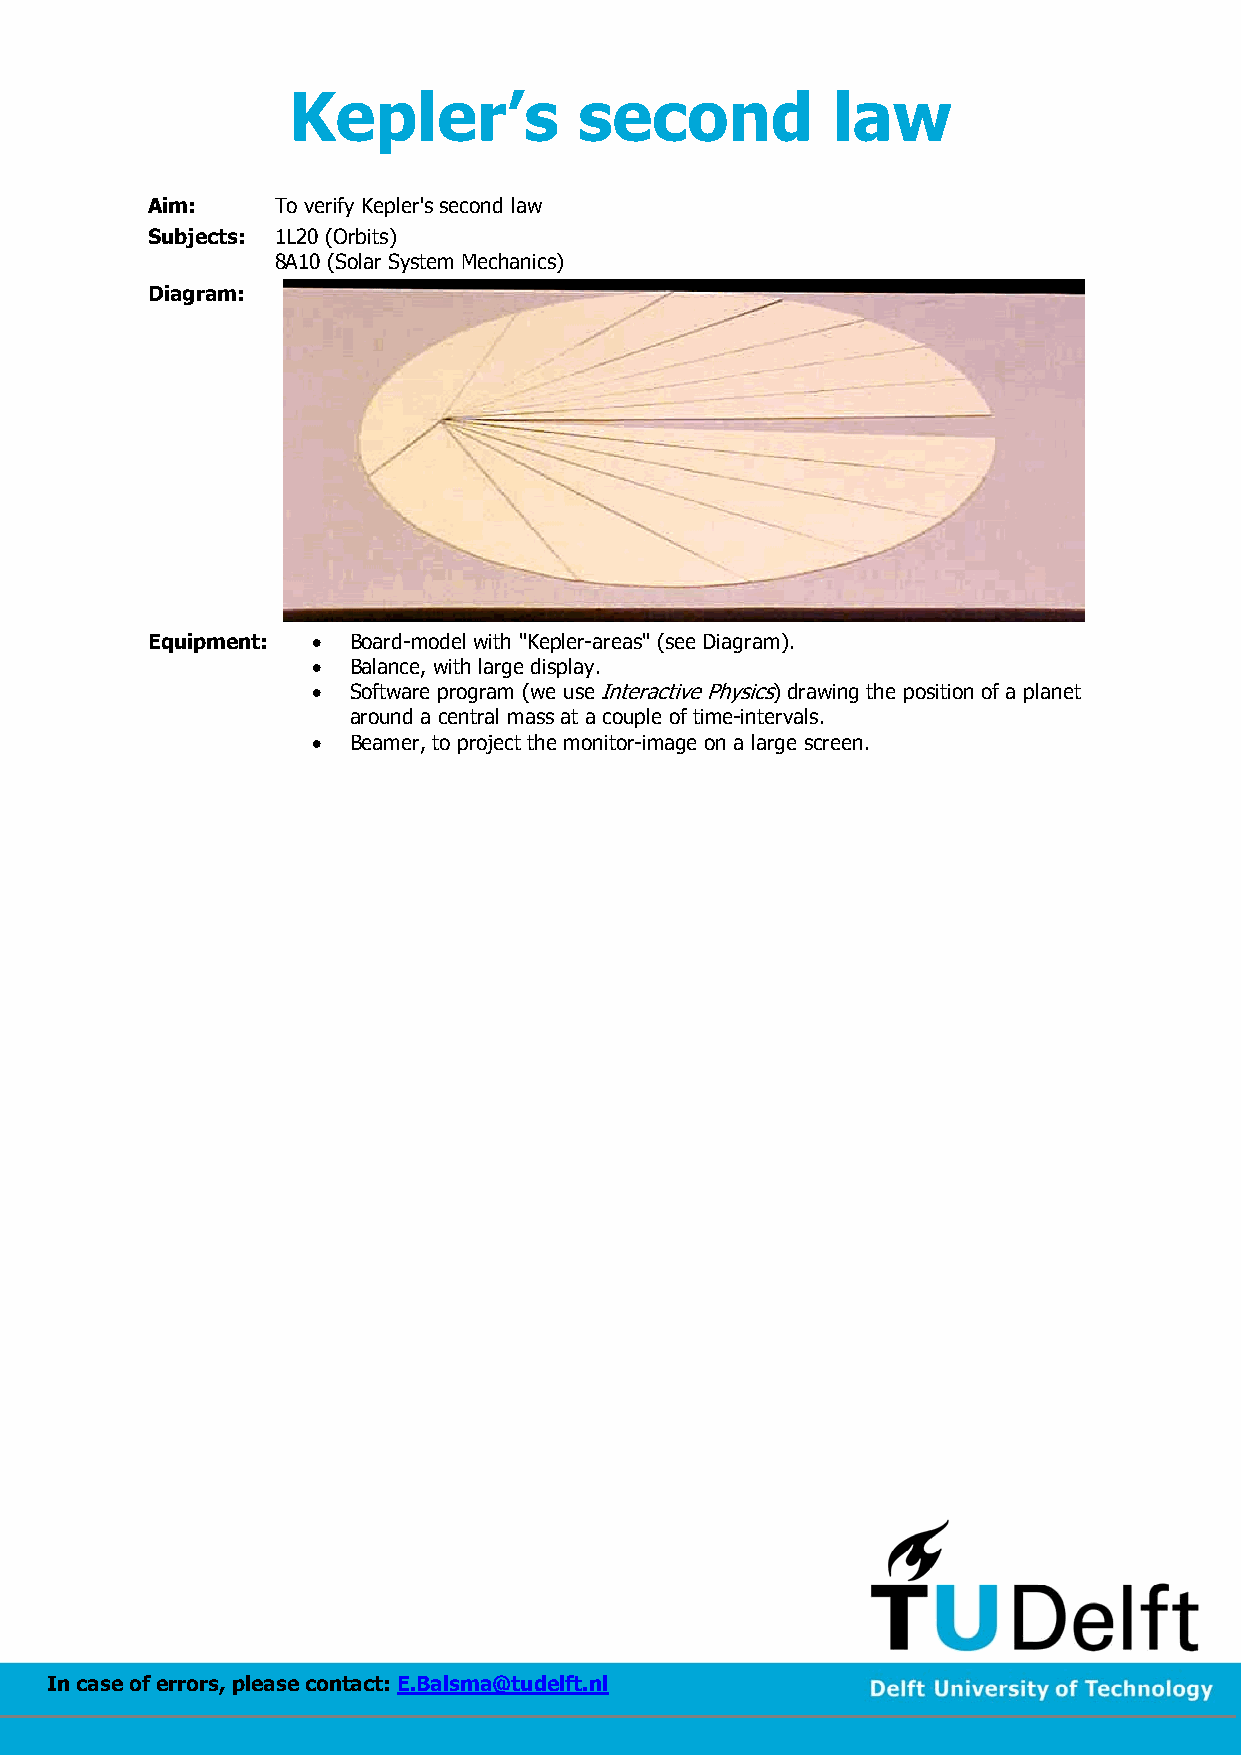 Kepler’s second law
Aim: To verify Kepler's second law
Subjects: 1L20 (Orbits)
8A10 (Solar System Mechanics)
Diagram:
Equipment: • Board-model with "Kepler-areas" (see Diagram).
• Balance, with large display.
• Software program (we use Interactive Physics) drawing the position of a planet
around a central mass at a couple of time-intervals.
• Beamer, to project the monitor-image on a large screen.
TUDelft
In case of errors, please contact: E.Balsma@tudelft.nl
Delft University of Technology